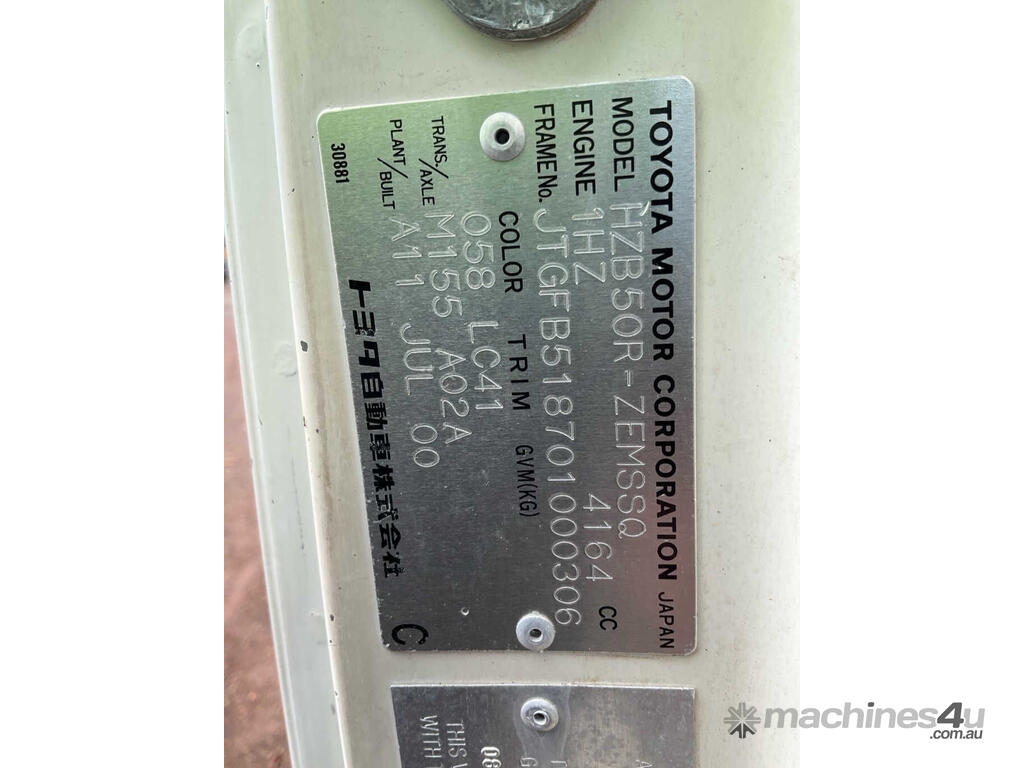 TOYOTA MOTOR CORPORATION JAPAN
MODEL HZB50R-ZEMSSQ
ENGINE 1HZ 4164 CC
FRAME No. JTGFB518701000306
COLOR TRIM GVM(KG)
058 LC41
TRANS./AXLE M155 A02A
PLANT/BUILT A11 JUL 00
トヨタ自動車株式会社 C
30881
THIS
WITH
machines4u
.com.au